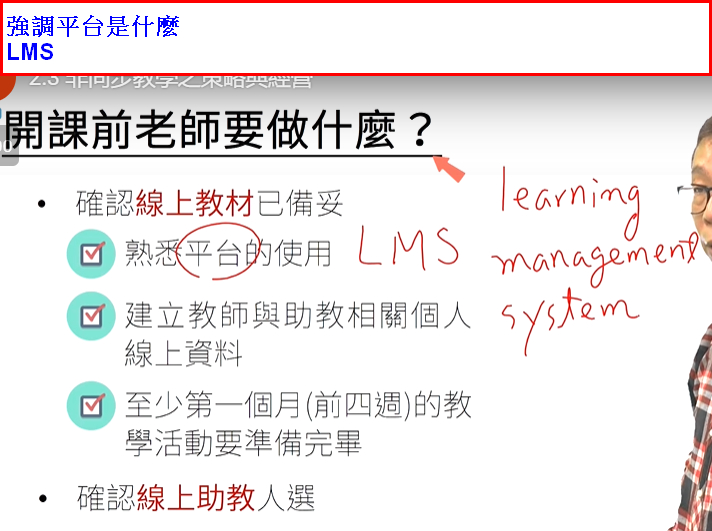 強調平台是什麼
LMS
2.3 非同步教學之策略與經營
開課前老師要做什麼？
• 確認線上教材已備妥
熟悉平台的使用 LMS
learning
management
system
建立教師與助教相關個人
線上資料
至少第一個月(前四週)的教
學活動要準備完畢
• 確認線上助教人選